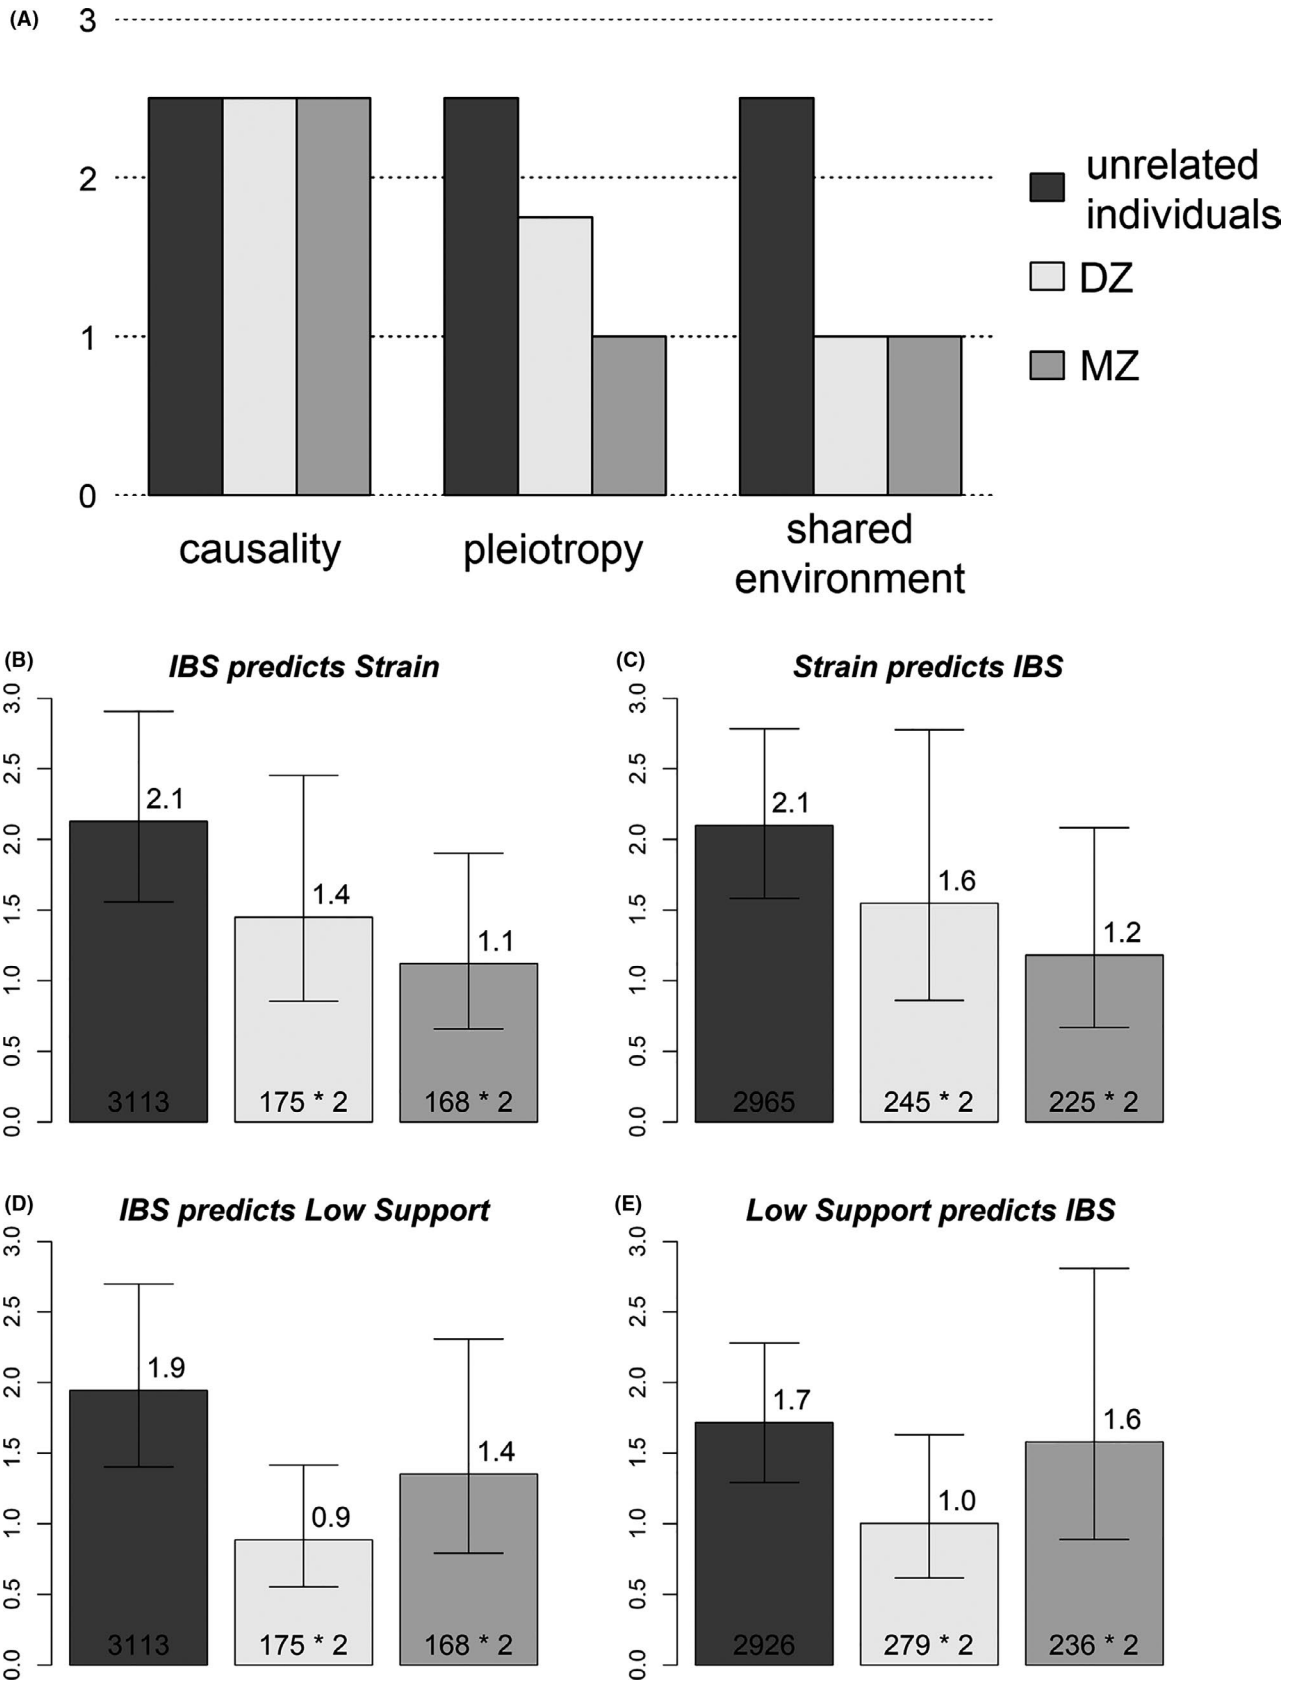 (A)
3
2
1
0
causality
pleiotropy
shared
environment
unrelated
individuals
DZ
MZ
(B)
IBS predicts Strain
3.0
2.5
2.0
1.5
1.0
0.5
0.0
2.1
1.4
1.1
3113
175 * 2
168 * 2
(C)
Strain predicts IBS
3.0
2.5
2.0
1.5
1.0
0.5
0.0
2.1
1.6
1.2
2965
245 * 2
225 * 2
(D)
IBS predicts Low Support
3.0
2.5
2.0
1.5
1.0
0.5
0.0
1.9
0.9
1.4
3113
175 * 2
168 * 2
(E)
Low Support predicts IBS
3.0
2.5
2.0
1.5
1.0
0.5
0.0
1.7
1.0
1.6
2926
279 * 2
236 * 2